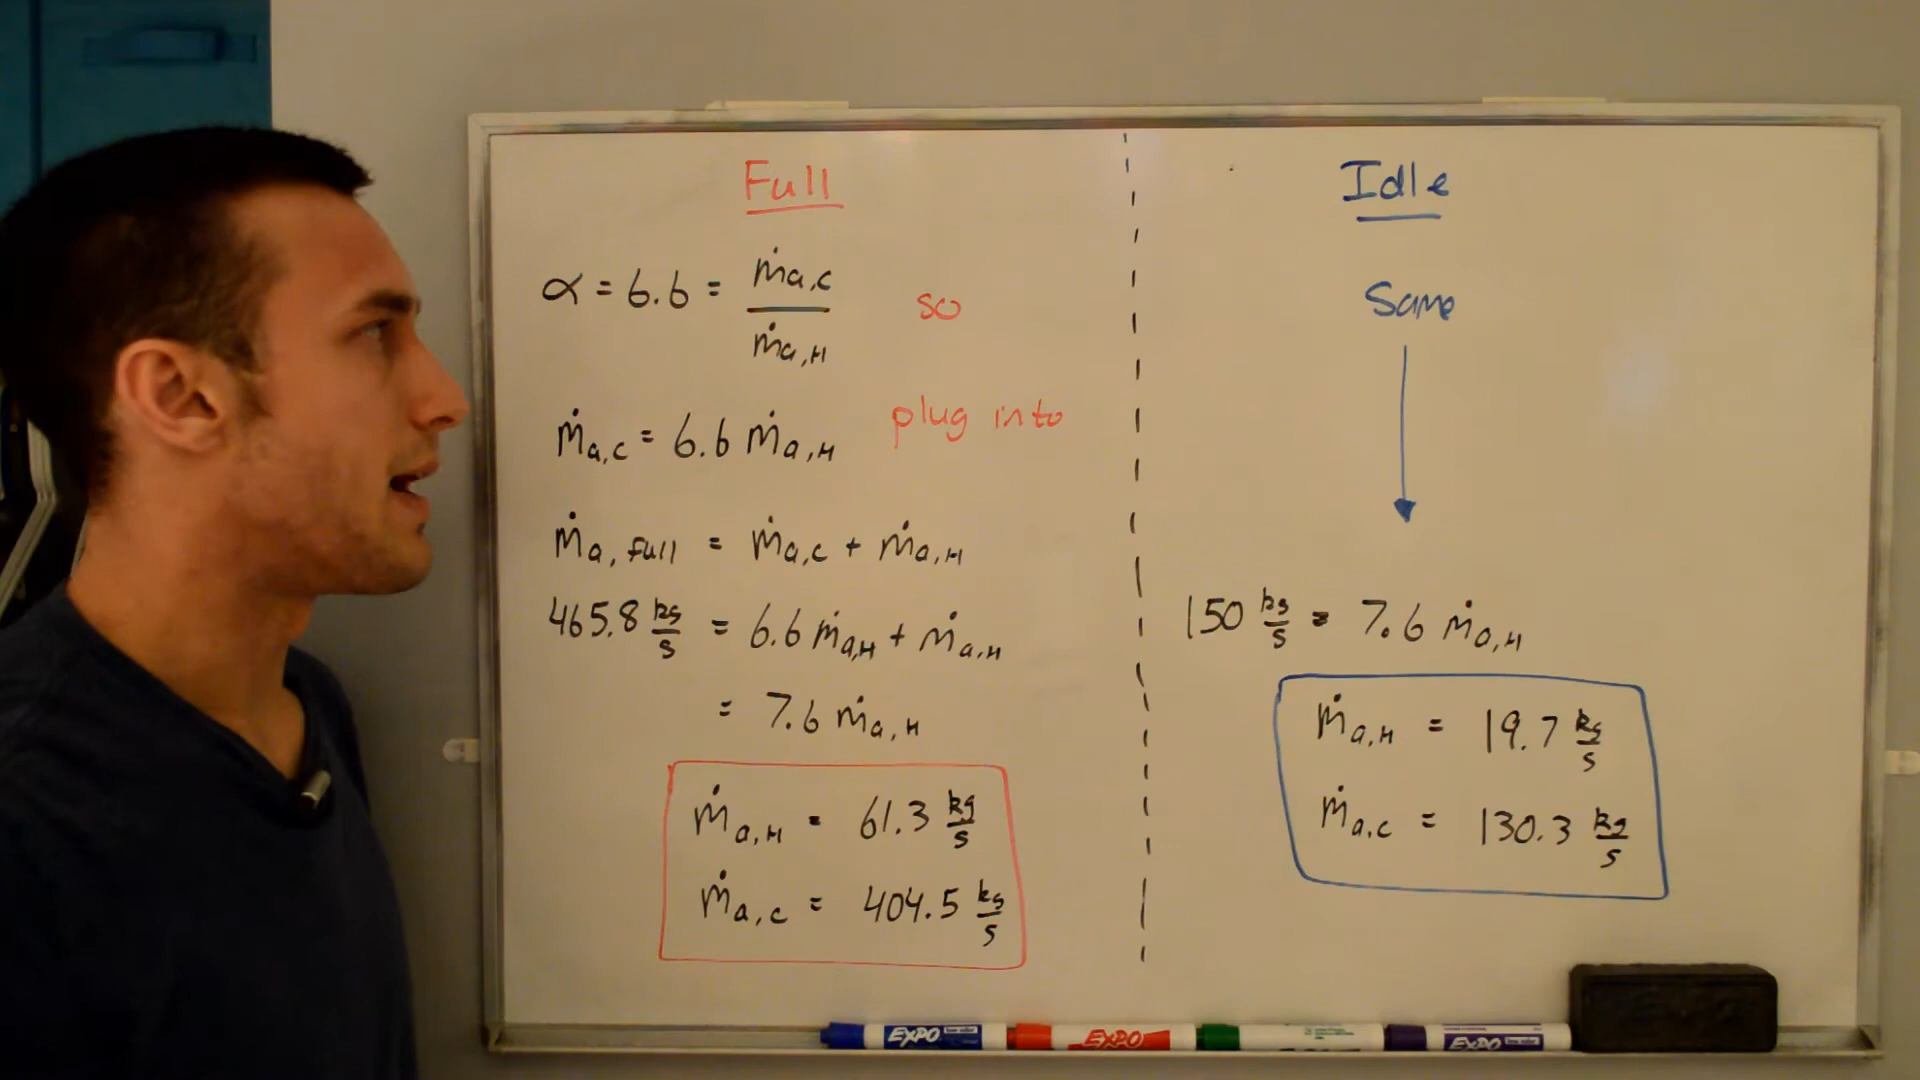 Full
α = 6.6 = ṁa,c / ṁa,H so
ṁa,c = 6.6 ṁa,H plug into
ṁa, full = ṁa,c + ṁa,H
465.8 kg/s = 6.6 ṁa,H + ṁa,H
= 7.6 ṁa,H
ṁa,H = 61.3 kg/s
ṁa,c = 404.5 kg/s
Idle
Same
150 kg/s = 7.6 ṁa,H
ṁa,H = 19.7 kg/s
ṁa,c = 130.3 kg/s
EXPO
EXPO
EXPO